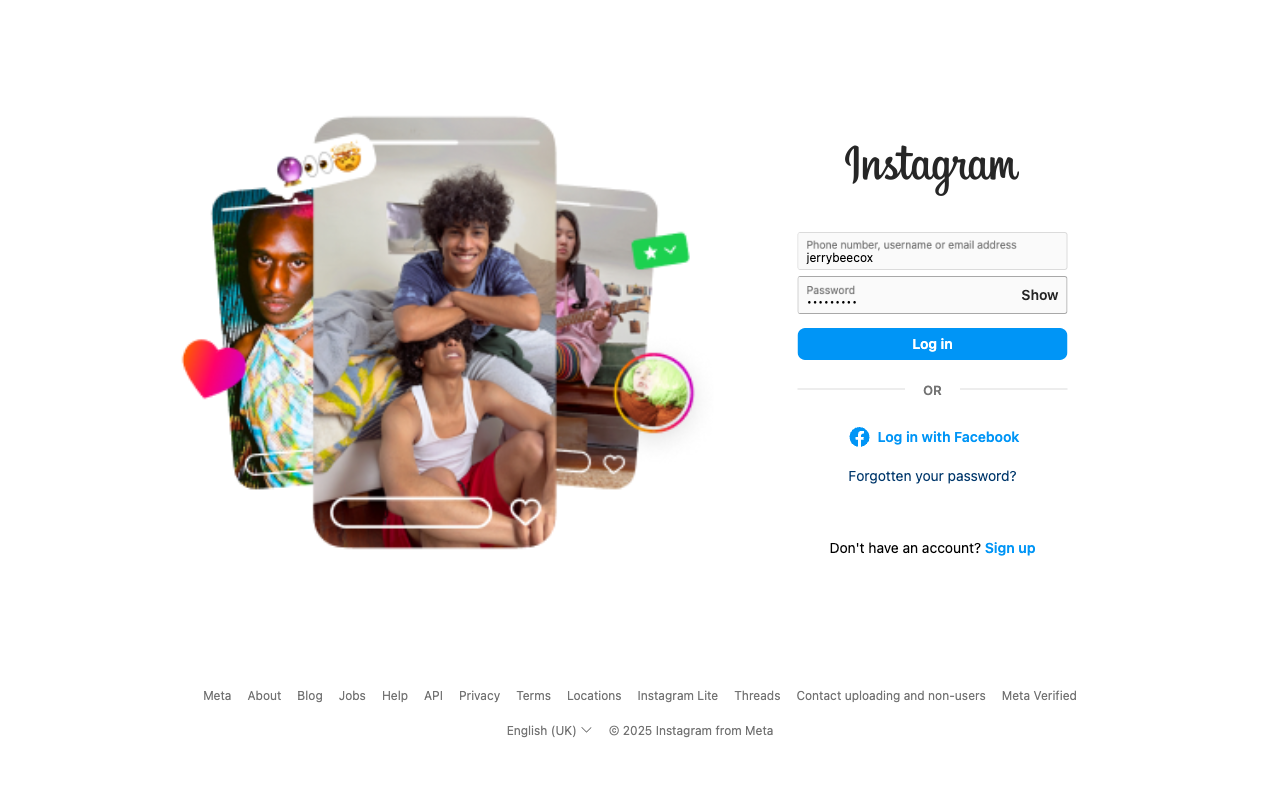 Instagram
Phone number, username or email address
jerrybeecox
Password
•••••••••
Show
Log in
OR
Log in with Facebook
Forgotten your password?
Don't have an account? Sign up
Meta About Blog Jobs Help API Privacy Terms Locations Instagram Lite Threads Contact uploading and non-users Meta Verified
English (UK) © 2025 Instagram from Meta